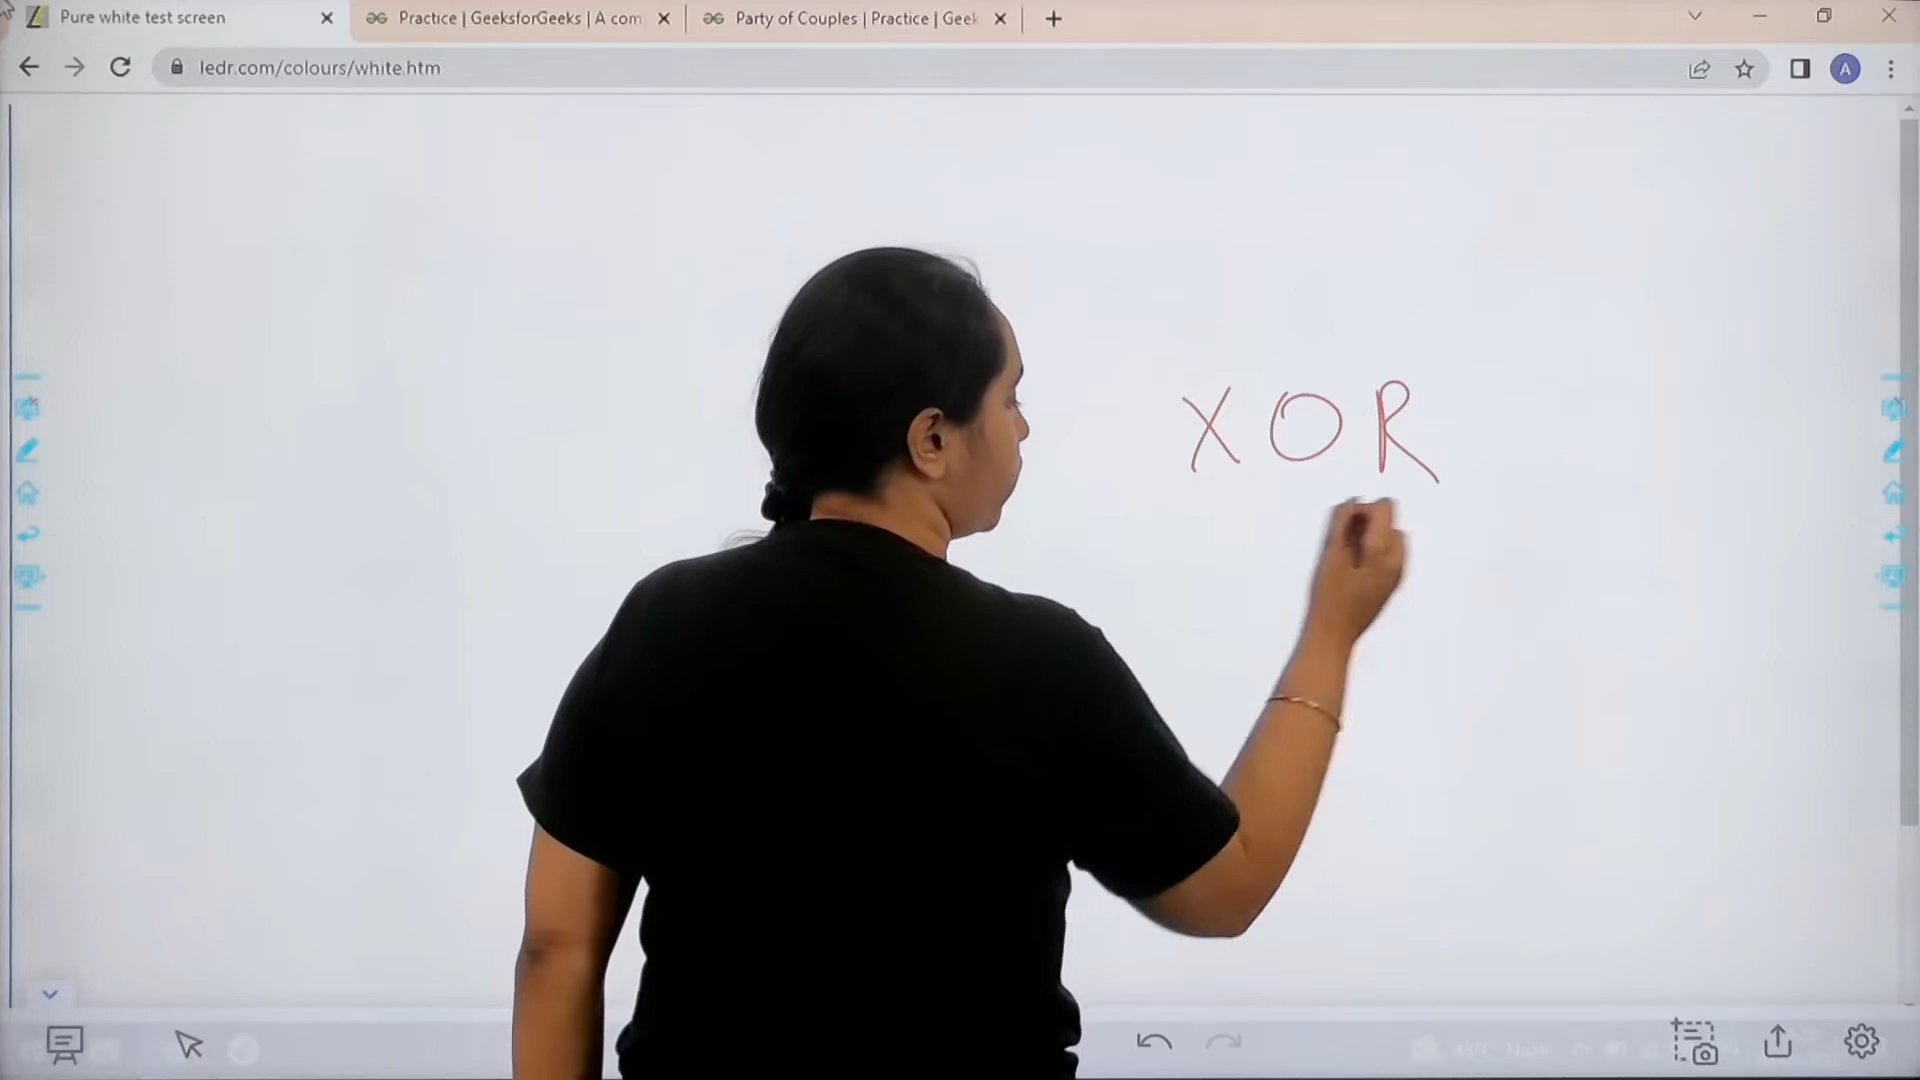 Pure white test screen
Practice | GeeksforGeeks | A com
Party of Couples | Practice | Geek
ledr.com/colours/white.htm
A
XOR